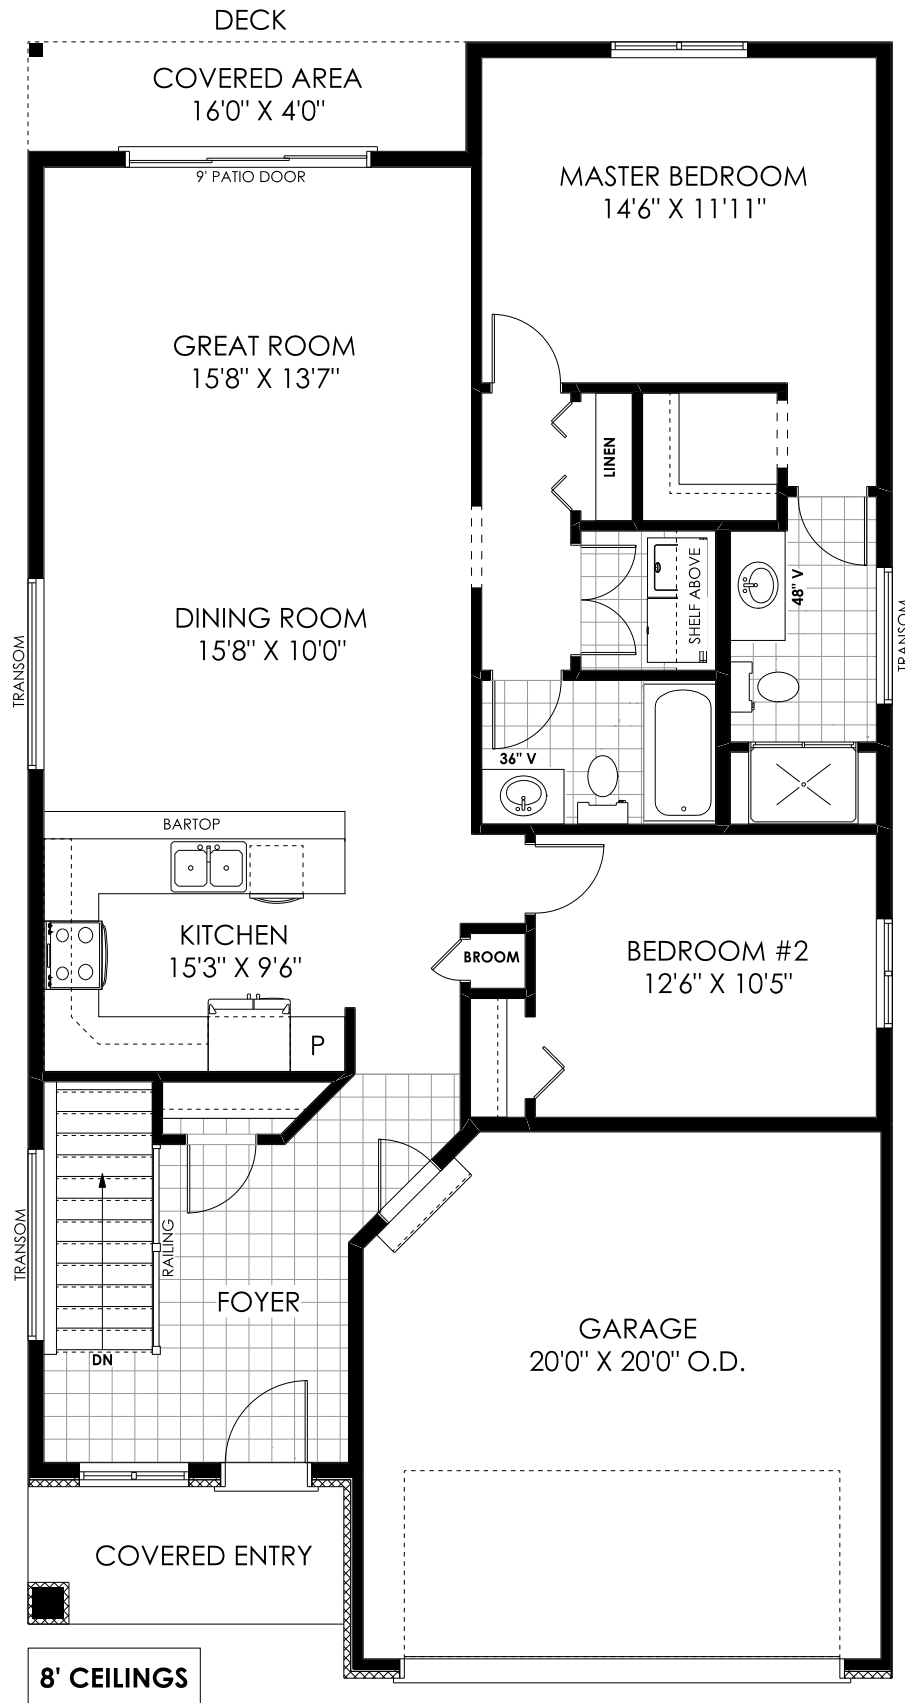 DECK
COVERED AREA
16'0" X 4'0"
9' PATIO DOOR
MASTER BEDROOM
14'6" X 11'11"
GREAT ROOM
15'8" X 13'7"
LINEN
SHELF ABOVE
48" V
TRANSOM
DINING ROOM
15'8" X 10'0"
TRANSOM
36" V
BARTOP
KITCHEN
15'3" X 9'6"
BROOM
BEDROOM #2
12'6" X 10'5"
P
TRANSOM
RAILING
FOYER
DN
GARAGE
20'0" X 20'0" O.D.
COVERED ENTRY
8' CEILINGS